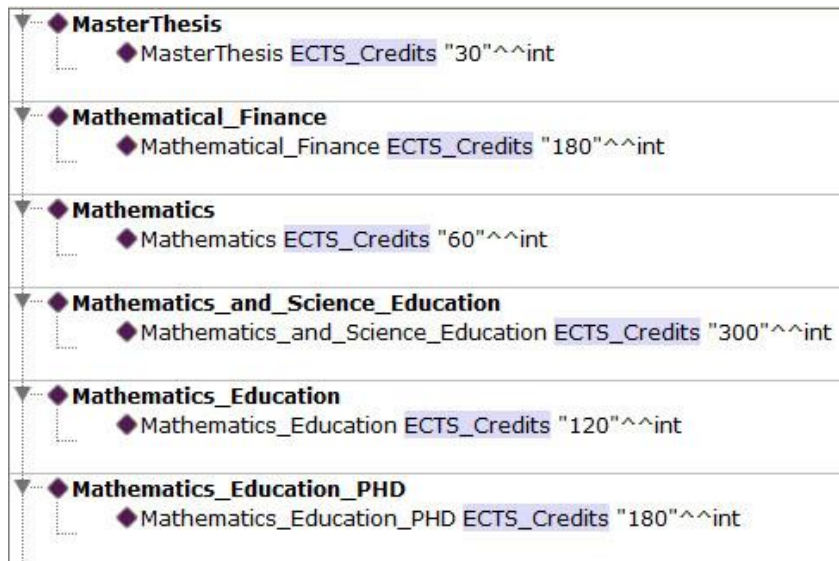 MasterThesis
MasterThesis ECTS_Credits "30"^^int
Mathematical_Finance
Mathematical_Finance ECTS_Credits "180"^^int
Mathematics
Mathematics ECTS_Credits "60"^^int
Mathematics_and_Science_Education
Mathematics_and_Science_Education ECTS_Credits "300"^^int
Mathematics_Education
Mathematics_Education ECTS_Credits "120"^^int
Mathematics_Education_PHD
Mathematics_Education_PHD ECTS_Credits "180"^^int